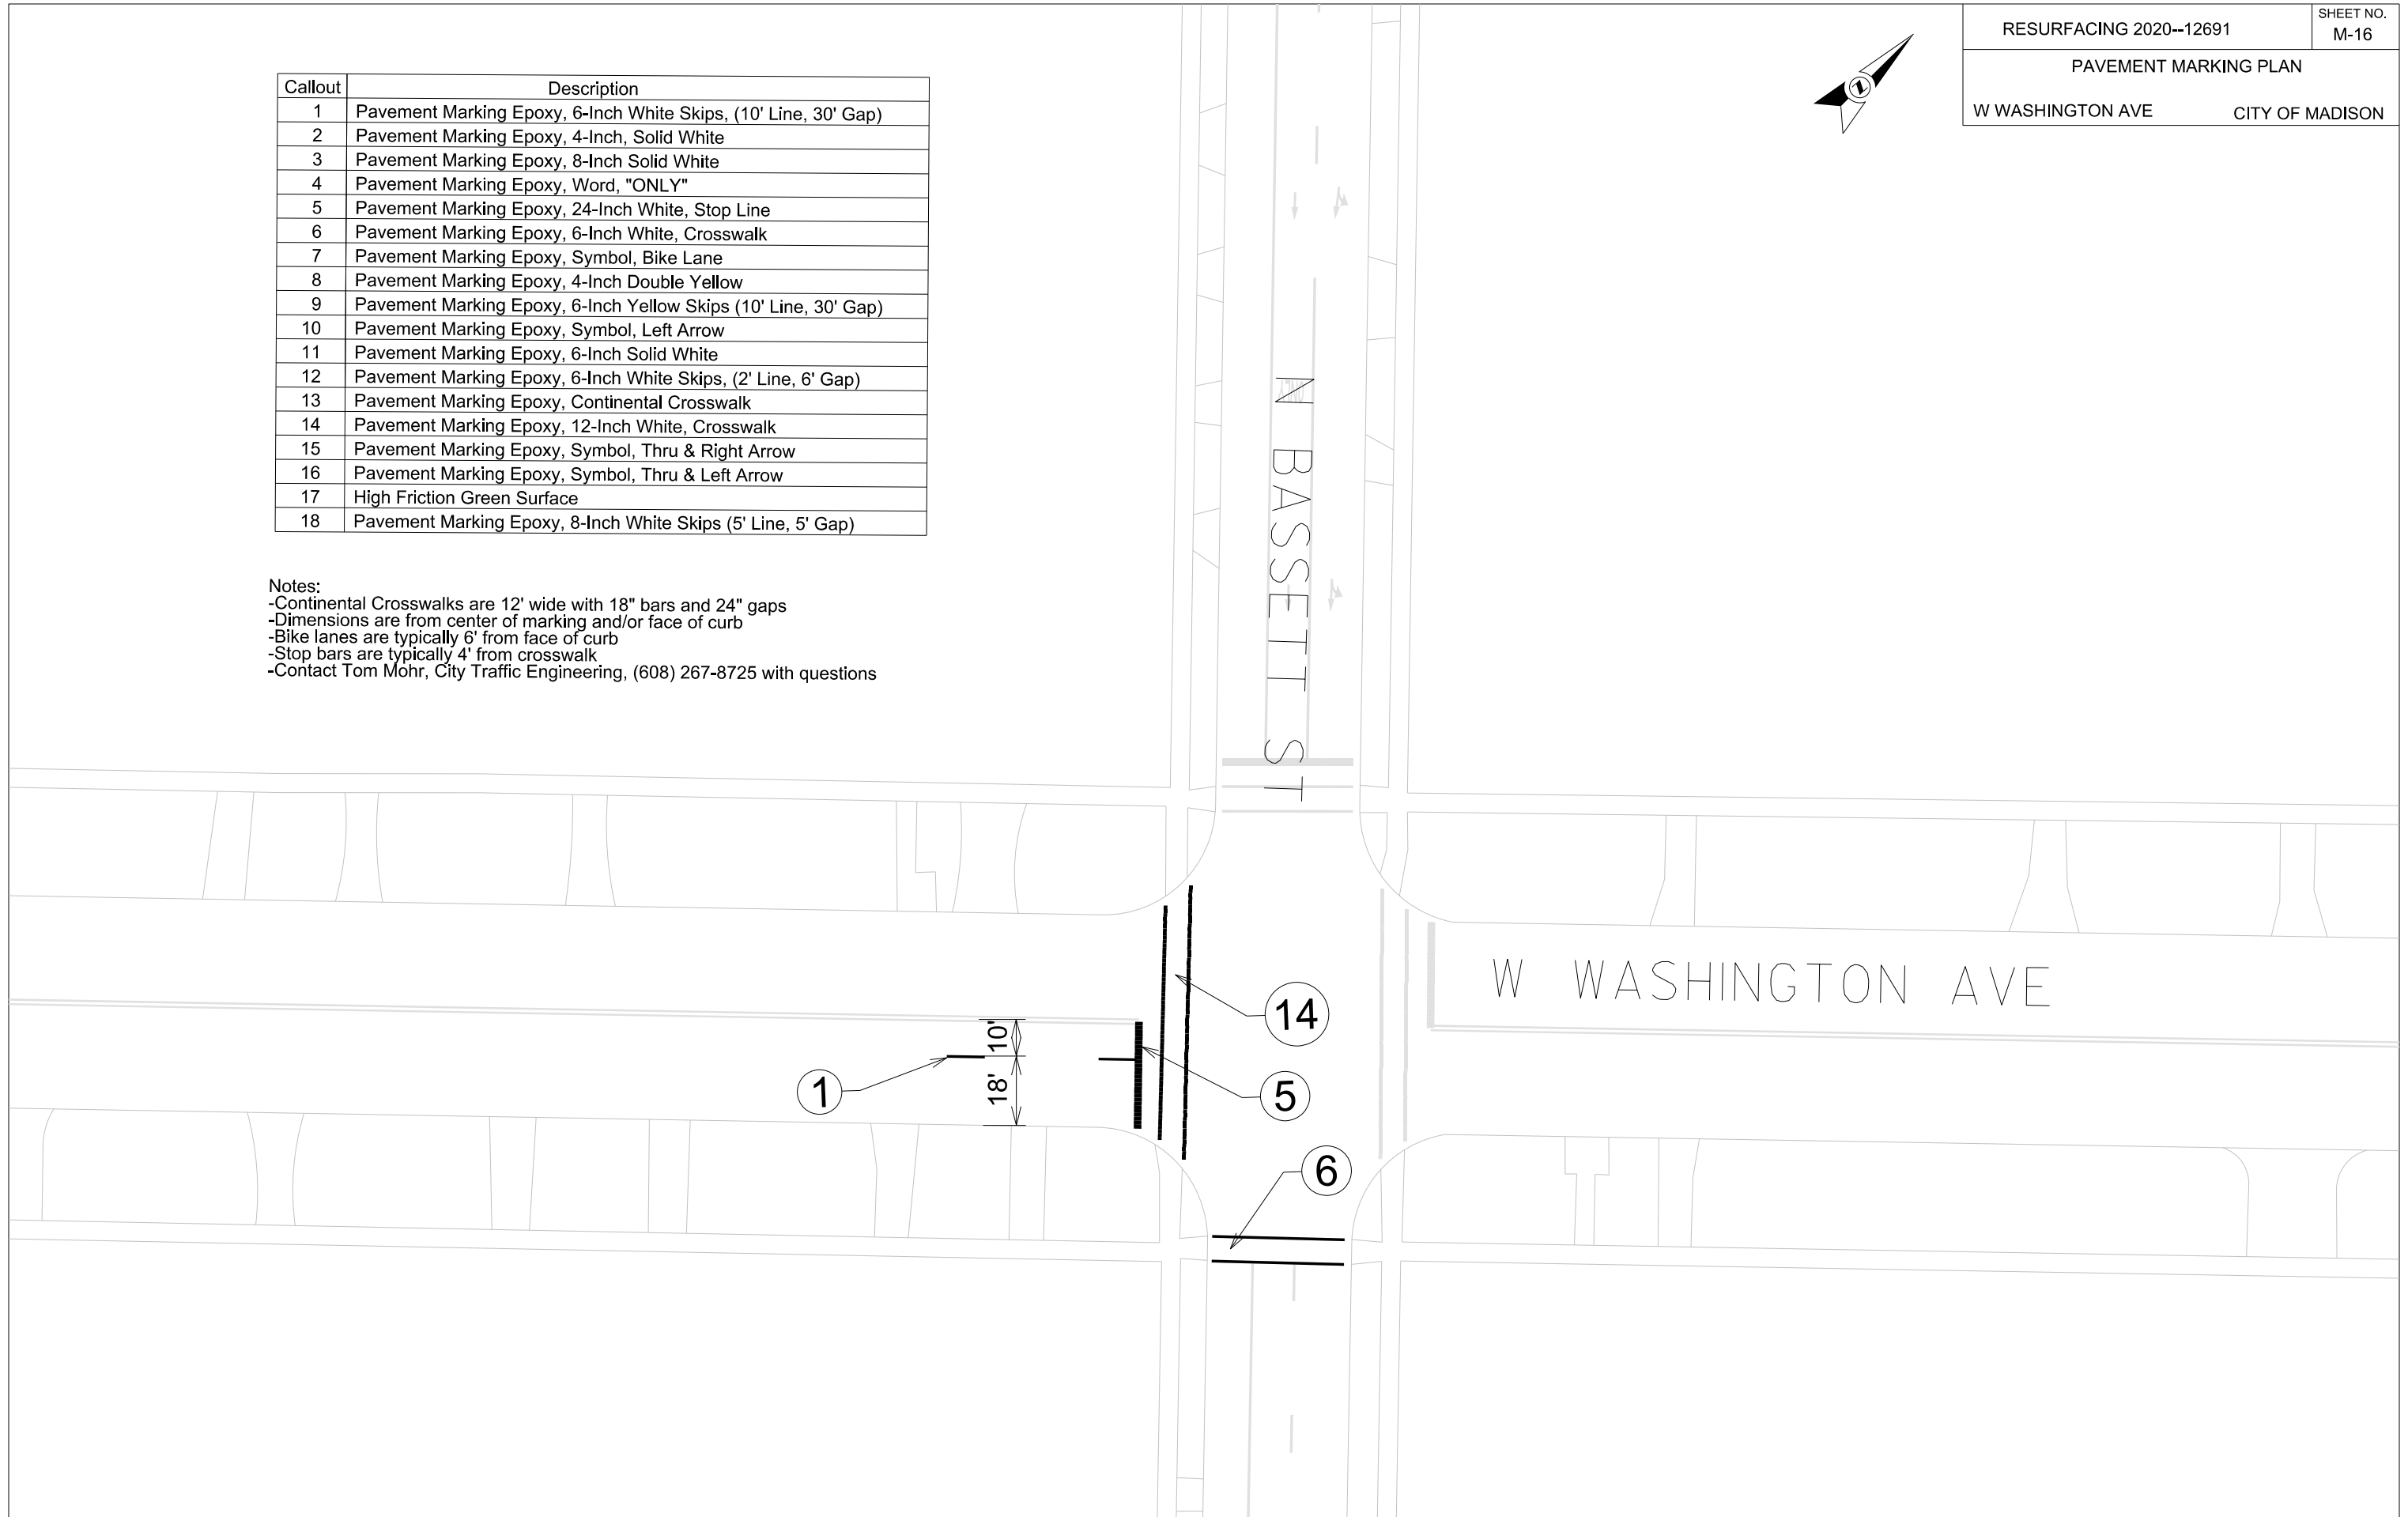 RESURFACING 2020--12691
SHEET NO.
M-16
PAVEMENT MARKING PLAN
W WASHINGTON AVE CITY OF MADISON
Callout Description
1 Pavement Marking Epoxy, 6-Inch White Skips, (10' Line, 30' Gap)
2 Pavement Marking Epoxy, 4-Inch, Solid White
3 Pavement Marking Epoxy, 8-Inch Solid White
4 Pavement Marking Epoxy, Word, "ONLY"
5 Pavement Marking Epoxy, 24-Inch White, Stop Line
6 Pavement Marking Epoxy, 6-Inch White, Crosswalk
7 Pavement Marking Epoxy, Symbol, Bike Lane
8 Pavement Marking Epoxy, 4-Inch Double Yellow
9 Pavement Marking Epoxy, 6-Inch Yellow Skips (10' Line, 30' Gap)
10 Pavement Marking Epoxy, Symbol, Left Arrow
11 Pavement Marking Epoxy, 6-Inch Solid White
12 Pavement Marking Epoxy, 6-Inch White Skips, (2' Line, 6' Gap)
13 Pavement Marking Epoxy, Continental Crosswalk
14 Pavement Marking Epoxy, 12-Inch White, Crosswalk
15 Pavement Marking Epoxy, Symbol, Thru & Right Arrow
16 Pavement Marking Epoxy, Symbol, Thru & Left Arrow
17 High Friction Green Surface
18 Pavement Marking Epoxy, 8-Inch White Skips (5' Line, 5' Gap)
Notes:
-Continental Crosswalks are 12' wide with 18" bars and 24" gaps
-Dimensions are from center of marking and/or face of curb
-Bike lanes are typically 6' from face of curb
-Stop bars are typically 4' from crosswalk
-Contact Tom Mohr, City Traffic Engineering, (608) 267-8725 with questions
Z
N BASSETT ST
W WASHINGTON AVE
14
10'
1
18'
5
6